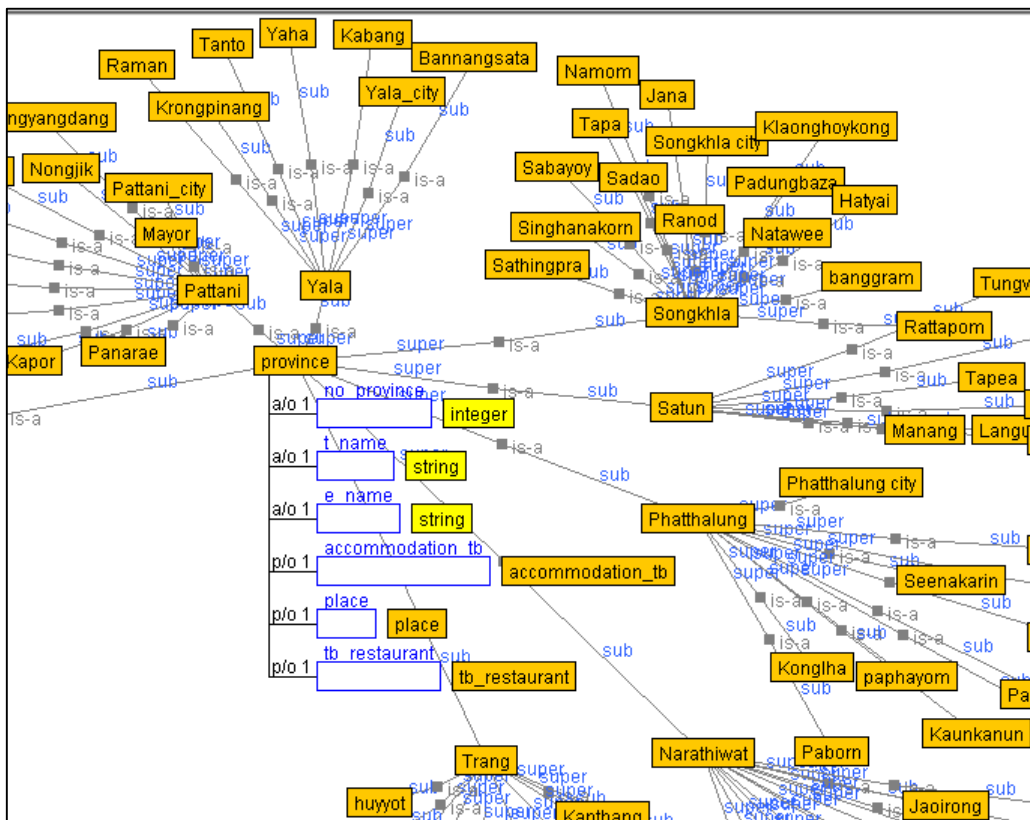 Yaha
Kabang
Tanto
Bannangsata
Raman
Krongpinang
Yala_city
sub
Namom
Jana
Tapa
Songkhla city
Klaonghoykong
Sabayoy
Sadao
Padungbaza
Hatyai
Singhanakorn
Ranod
Natawee
Sathingpra
banggram
ngyangdang
Nongjik
Pattani_city
Mayor
Pattani
Yala
Songkhla
Tungw
Rattapom
Kapor
Panarae
province
super
is-a
sub
Satun
Tapea
Manang
Langu
a/o 1
no_province
integer
a/o 1
t_name
string
a/o 1
e_name
string
p/o 1
accommodation_tb
accommodation_tb
p/o 1
place
place
p/o 1
tb_restaurant
tb_restaurant
Phatthalung city
Phatthalung
Seenakarin
Konglha
paphayom
Pa
Kaunkanun
Trang
Narathiwat
Paborn
huyyot
Kanthang
Jaoirong